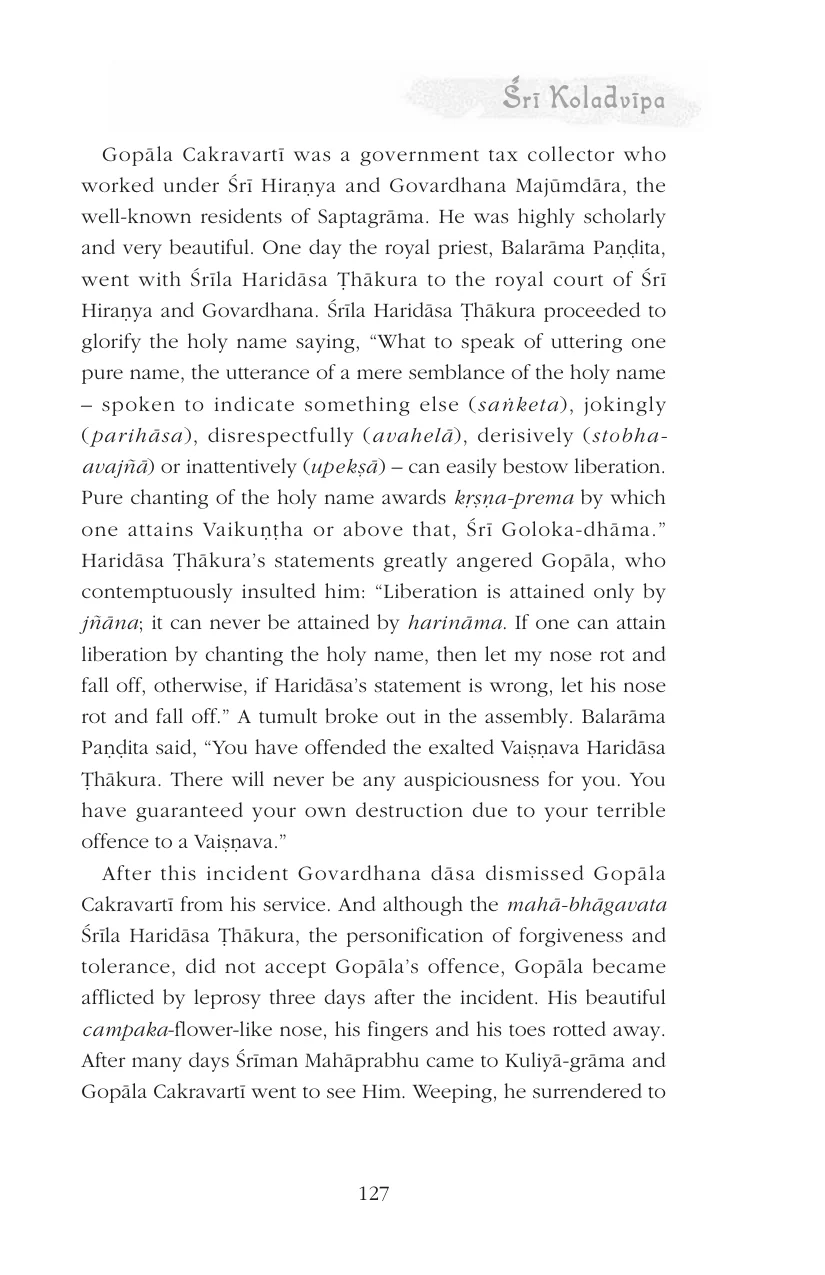 Śrī Koladvīpa
Gopāla Cakravartī was a government tax collector who
worked under Śrī Hiraṇya and Govardhana Majūmdāra, the
well-known residents of Saptagrāma. He was highly scholarly
and very beautiful. One day the royal priest, Balarāma Paṇḍita,
went with Śrīla Haridāsa Ṭhākura to the royal court of Śrī
Hiraṇya and Govardhana. Śrīla Haridāsa Ṭhākura proceeded to
glorify the holy name saying, “What to speak of uttering one
pure name, the utterance of a mere semblance of the holy name
– spoken to indicate something else (saṅketa), jokingly
(parihāsa), disrespectfully (avahelā), derisively (stobha-
avajñā) or inattentively (upekṣā) – can easily bestow liberation.
Pure chanting of the holy name awards kṛṣṇa-prema by which
one attains Vaikuṇṭha or above that, Śrī Goloka-dhāma.”
Haridāsa Ṭhākura’s statements greatly angered Gopāla, who
contemptuously insulted him: “Liberation is attained only by
jñāna; it can never be attained by harināma. If one can attain
liberation by chanting the holy name, then let my nose rot and
fall off, otherwise, if Haridāsa’s statement is wrong, let his nose
rot and fall off.” A tumult broke out in the assembly. Balarāma
Paṇḍita said, “You have offended the exalted Vaiṣṇava Haridāsa
Ṭhākura. There will never be any auspiciousness for you. You
have guaranteed your own destruction due to your terrible
offence to a Vaiṣṇava.”
After this incident Govardhana dāsa dismissed Gopāla
Cakravartī from his service. And although the mahā-bhāgavata
Śrīla Haridāsa Ṭhākura, the personification of forgiveness and
tolerance, did not accept Gopāla’s offence, Gopāla became
afflicted by leprosy three days after the incident. His beautiful
campaka-flower-like nose, his fingers and his toes rotted away.
After many days Śrīman Mahāprabhu came to Kuliyā-grāma and
Gopāla Cakravartī went to see Him. Weeping, he surrendered to
127